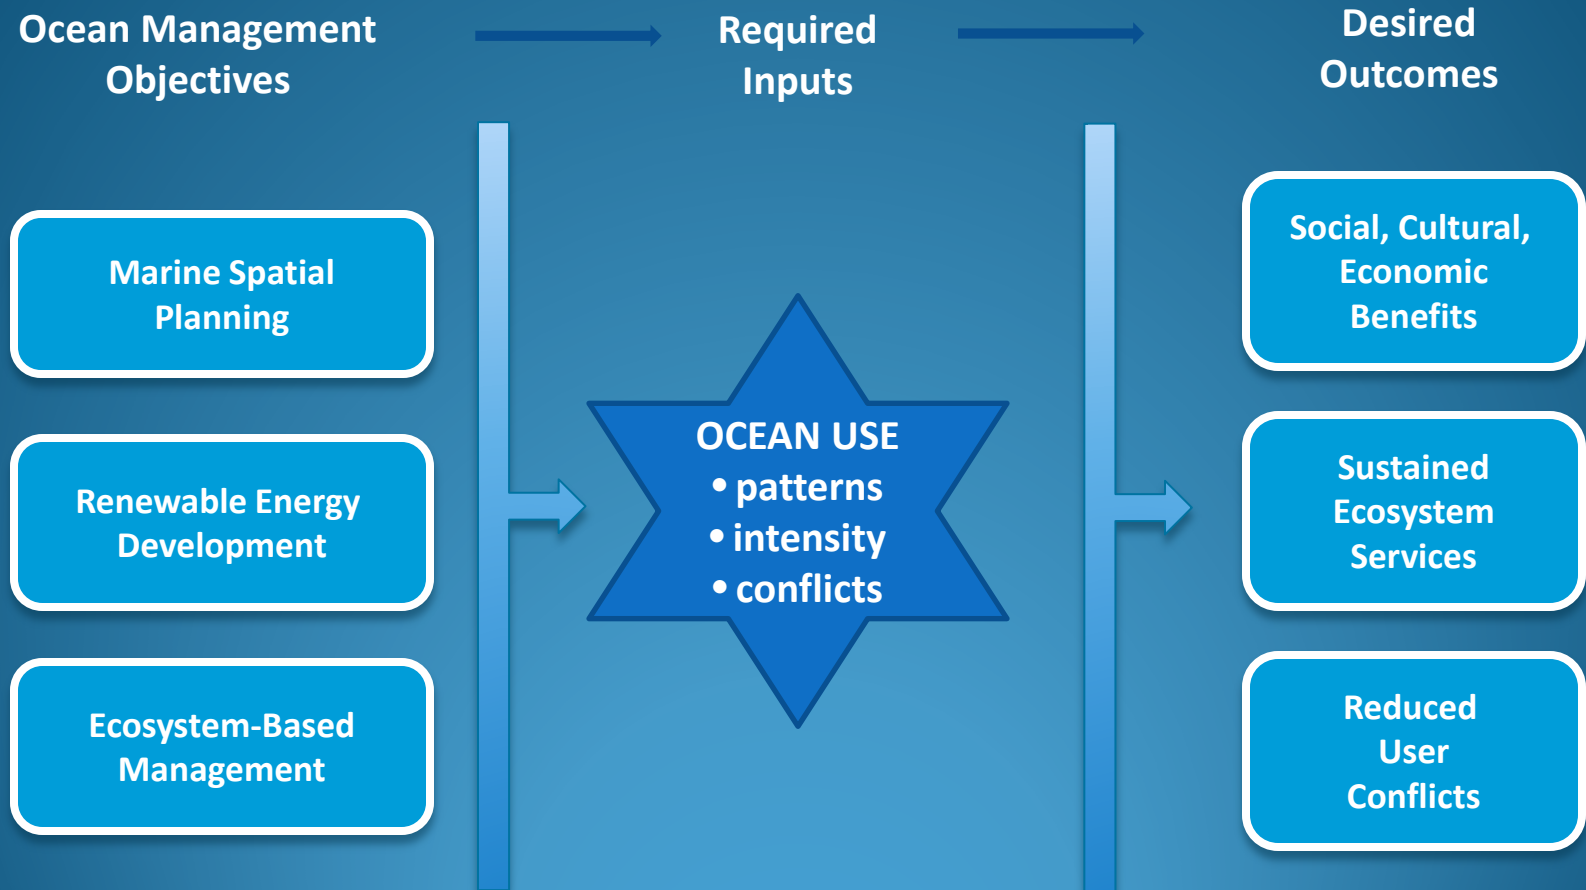 Ocean Management
Objectives
Required
Inputs
Desired
Outcomes
Marine Spatial
Planning
Renewable Energy
Development
Ecosystem-Based
Management
OCEAN USE
• patterns
• intensity
• conflicts
Social, Cultural,
Economic
Benefits
Sustained
Ecosystem
Services
Reduced
User
Conflicts